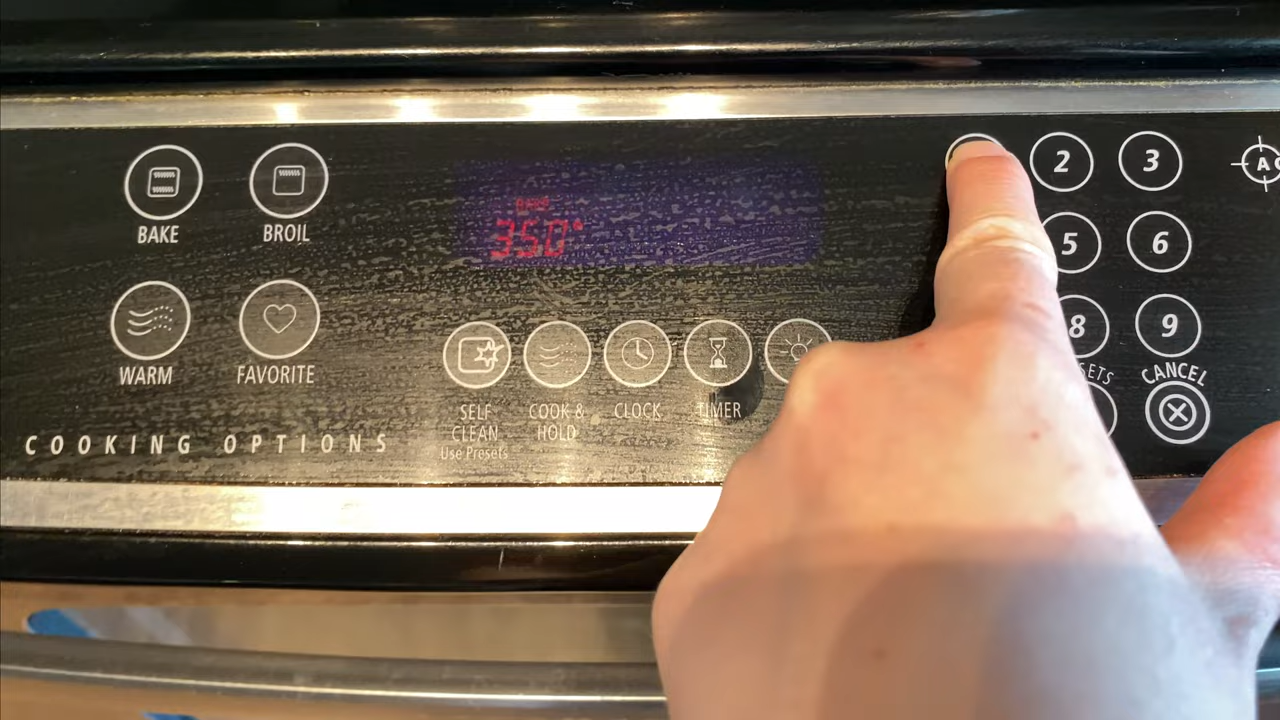 BAKE
BROIL
BAKE
350°
2
3
A
5
6
WARM
FAVORITE
8
9
SELF-
CLEAN
Use Presets
COOK &
HOLD
CLOCK
TIMER
CANCEL
COOKING OPTIONS